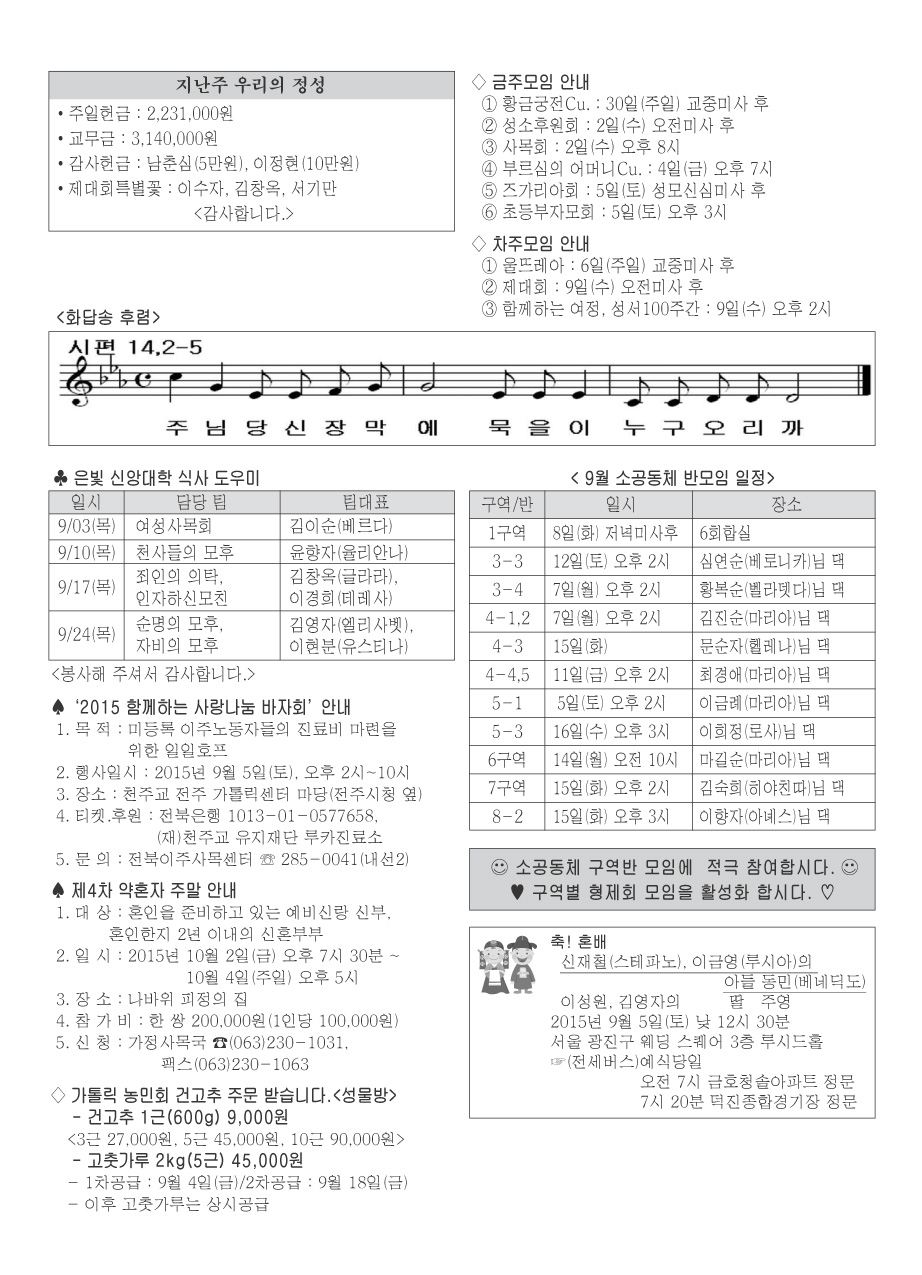 지난주 우리의 정성
• 주일헌금 : 2,231,000원
• 교무금 : 3,140,000원
• 감사헌금 : 남춘심(5만원), 이정현(10만원)
• 제대회특별꽃 : 이수자, 김창옥, 서기만
<감사합니다.>
◇ 금주모임 안내
① 황금궁전Cu. : 30일(주일) 교중미사 후
② 성소후원회 : 2일(수) 오전미사 후
③ 사목회 : 2일(수) 오후 8시
④ 부르심의 어머니Cu. : 4일(금) 오후 7시
⑤ 즈가리아회 : 5일(토) 성모신심미사 후
⑥ 초등부자모회 : 5일(토) 오후 3시
◇ 차주모임 안내
① 울뜨레아 : 6일(주일) 교중미사 후
② 제대회 : 9일(수) 오전미사 후
③ 함께하는 여정, 성서100주간 : 9일(수) 오후 2시
<화답송 후렴>
시편 14,2-5
주 님 당 신 장 막 에 묵 을 이 누 구 오 리 까
♣ 은빛 신앙대학 식사 도우미
일시 담당 팀 팀대표
9/03(목) 여성사목회 김이순(베르다)
9/10(목) 천사들의 모후 윤향자(율리안나)
9/17(목) 죄인의 의탁, 김창옥(글라라),
인자하신모친 이경희(데레사)
9/24(목) 순명의 모후, 김영자(엘리사벳),
자비의 모후 이현분(유스티나)
<봉사해 주셔서 감사합니다.>
♠ ‘2015 함께하는 사랑나눔 바자회’ 안내
1. 목 적 : 미등록 이주노동자들의 진료비 마련을
위한 일일호프
2. 행사일시 : 2015년 9월 5일(토), 오후 2시~10시
3. 장소 : 천주교 전주 가톨릭센터 마당(전주시청 옆)
4. 티켓.후원 : 전북은행 1013-01-0577658,
(재)천주교 유지재단 루카진료소
5. 문 의 : 전북이주사목센터 ☏ 285-0041(내선2)
♠ 제4차 약혼자 주말 안내
1. 대 상 : 혼인을 준비하고 있는 예비신랑 신부,
혼인한지 2년 이내의 신혼부부
2. 일 시 : 2015년 10월 2일(금) 오후 7시 30분 ~
10월 4일(주일) 오후 5시
3. 장 소 : 나바위 피정의 집
4. 참 가 비 : 한 쌍 200,000원(1인당 100,000원)
5. 신 청 : 가정사목국 ☎(063)230-1031,
팩스(063)230-1063
◇ 가톨릭 농민회 건고추 주문 받습니다.<성물방>
- 건고추 1근(600g) 9,000원
<3근 27,000원, 5근 45,000원, 10근 90,000원>
- 고춧가루 2kg(5근) 45,000원
- 1차공급 : 9월 4일(금)/2차공급 : 9월 18일(금)
- 이후 고춧가루는 상시공급
< 9월 소공동체 반모임 일정>
구역/반 일시 장소
1구역 8일(화) 저녁미사후 6회합실
3-3 12일(토) 오후 2시 심연순(베로니카)님 댁
3-4 7일(월) 오후 2시 황복순(벨라뎃다)님 댁
4-1,2 7일(월) 오후 2시 김진순(마리아)님 댁
4-3 15일(화) 문순자(헬레나)님 댁
4-4,5 11일(금) 오후 2시 최경애(마리아)님 댁
5-1 5일(토) 오후 2시 이금례(마리아)님 댁
5-3 16일(수) 오후 3시 이희정(로사)님 댁
6구역 14일(월) 오전 10시 마길순(마리아)님 댁
7구역 15일(화) 오후 2시 김숙희(히야친따)님 댁
8-2 15일(화) 오후 3시 이향자(아녜스)님 댁
☺ 소공동체 구역반 모임에 적극 참여합시다. ☺
♥ 구역별 형제회 모임을 활성화 합시다. ♡
축! 혼배
신재철(스테파노), 이금영(루시아)의
아들 동민(베네딕도)
이성원, 김영자의 딸 주영
2015년 9월 5일(토) 낮 12시 30분
서울 광진구 웨딩 스퀘어 3층 루시드홀
☞(전세버스)예식당일
오전 7시 금호청솔아파트 정문
7시 20분 덕진종합경기장 정문